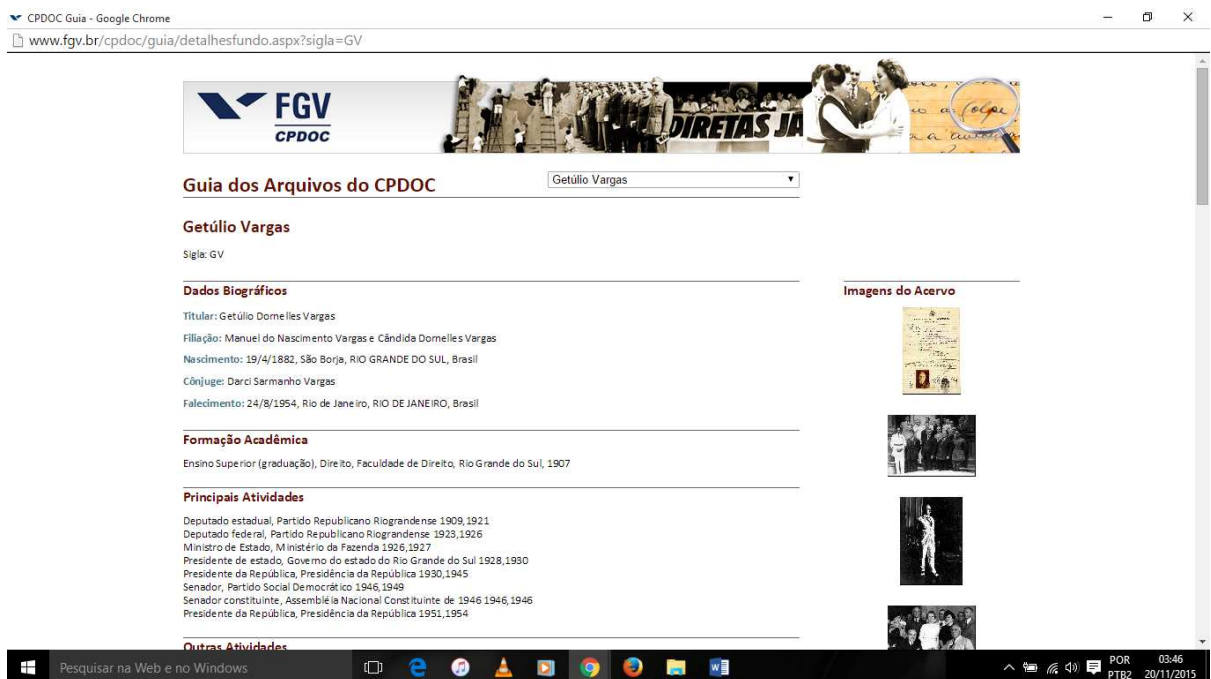 CPDOC Guia - Google Chrome
www.fgv.br/cpdoc/guia/detalhesfundo.aspx?sigla=GV
FGV
CPDOC
DIRETAS JÁ
Guia dos Arquivos do CPDOC
Getúlio Vargas
Getúlio Vargas
Sigla: GV
Dados Biográficos
Imagens do Acervo
Titular: Getúlio Dornelles Vargas
Filiação: Manuel do Nascimento Vargas e Cândida Dornelles Vargas
Nascimento: 19/4/1882, São Borja, RIO GRANDE DO SUL, Brasil
Cônjuge: Darci Sarmanho Vargas
Falecimento: 24/8/1954, Rio de Janeiro, RIO DE JANEIRO, Brasil
Formação Acadêmica
Ensino Superior (graduação), Direito, Faculdade de Direito, Rio Grande do Sul, 1907
Principais Atividades
Deputado estadual, Partido Republicano Riograndense 1909,1921
Deputado federal, Partido Republicano Riograndense 1923,1926
Ministro de Estado, Ministério da Fazenda 1926,1927
Presidente de estado, Governo do estado do Rio Grande do Sul 1928,1930
Presidente da República, Presidência da República 1930,1945
Senador, Partido Social Democrático 1946,1949
Senador constituinte, Assembléia Nacional Constituinte de 1946 1946,1946
Presidente da República, Presidência da República 1951,1954
Outras Atividades
Pesquisar na Web e no Windows
POR
PTB2
03:46
20/11/2015